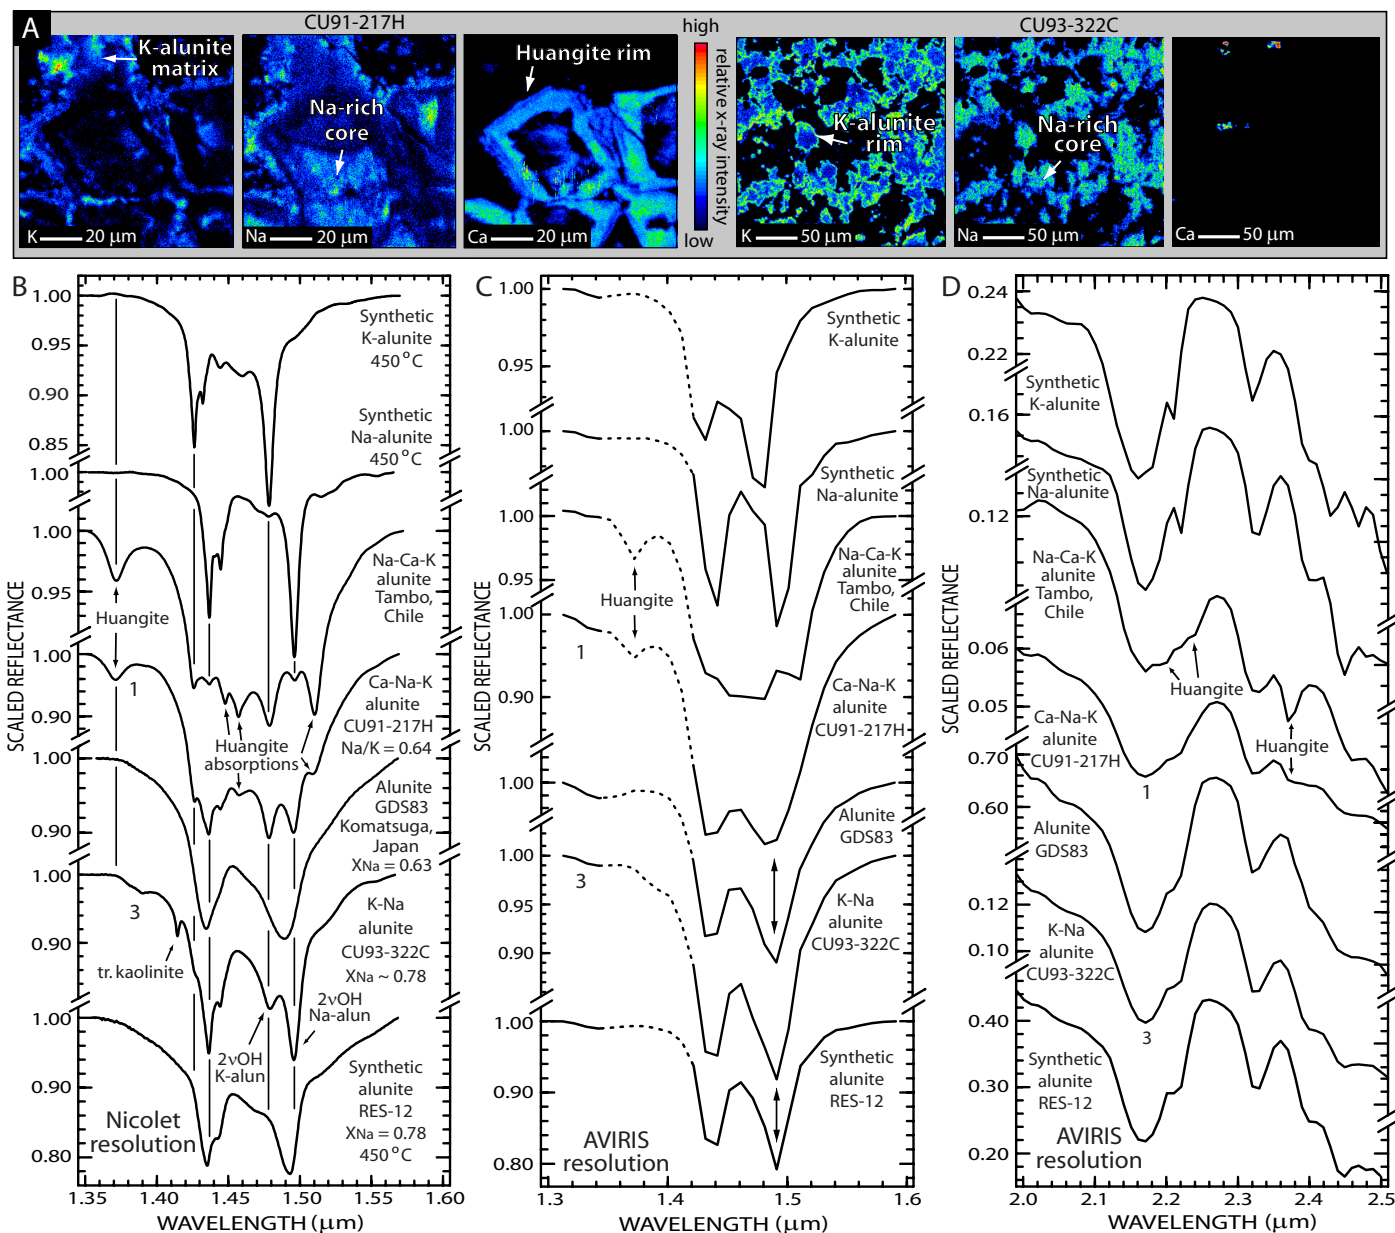 A
CU91-217H
CU93-322C
K-alunite
matrix
K
20 µm
Na-rich
core
Na
20 µm
Huangite rim
Ca
20 µm
high
relative x-ray intensity
low
K-alunite
rim
K
50 µm
Na-rich
core
Na
50 µm
Ca
50 µm
B
1.00
0.95
0.90
0.85
1.00
1.00
0.95
1.00
0.90
1.00
0.90
1.00
0.90
1.00
0.90
0.80
SCALED REFLECTANCE
Synthetic
K-alunite
450°C
Synthetic
Na-alunite
450°C
Na-Ca-K
alunite
Tambo,
Chile
Huangite
1
Ca-Na-K
alunite
CU91-217H
Na/K = 0.64
Huangite
absorptions
Alunite
GDS83
Komatsuga,
Japan
XNa = 0.63
3
tr. kaolinite
K-Na
alunite
CU93-322C
XNa ~ 0.78
2νOH
Na-alun
2νOH
K-alun
Synthetic
alunite
RES-12
XNa = 0.78
450°C
Nicolet
resolution
1.35 1.40 1.45 1.50 1.55 1.60
WAVELENGTH (µm)
C
1.00
0.95
1.00
1.00
0.95
1.00
0.90
1.00
1.00
0.95
0.90
1.00
0.90
0.80
SCALED REFLECTANCE
Synthetic
K-alunite
Synthetic
Na-alunite
Na-Ca-K
alunite
Tambo,
Chile
Huangite
1
Ca-Na-K
alunite
CU91-217H
Alunite
GDS83
3
K-Na
alunite
CU93-322C
Synthetic
alunite
RES-12
AVIRIS
resolution
1.3 1.4 1.5 1.6
WAVELENGTH (µm)
D
0.24
0.22
0.16
0.12
0.06
0.05
0.70
0.60
0.12
0.10
0.40
0.30
0.20
SCALED REFLECTANCE
Synthetic
K-alunite
Synthetic
Na-alunite
Na-Ca-K
alunite
Tambo,
Chile
Huangite
Ca-Na-K
alunite
CU91-217H
Huangite
1
Alunite
GDS83
K-Na
alunite
CU93-322C
3
Synthetic
alunite
RES-12
AVIRIS
resolution
2.0 2.1 2.2 2.3 2.4 2.5
WAVELENGTH (µm)